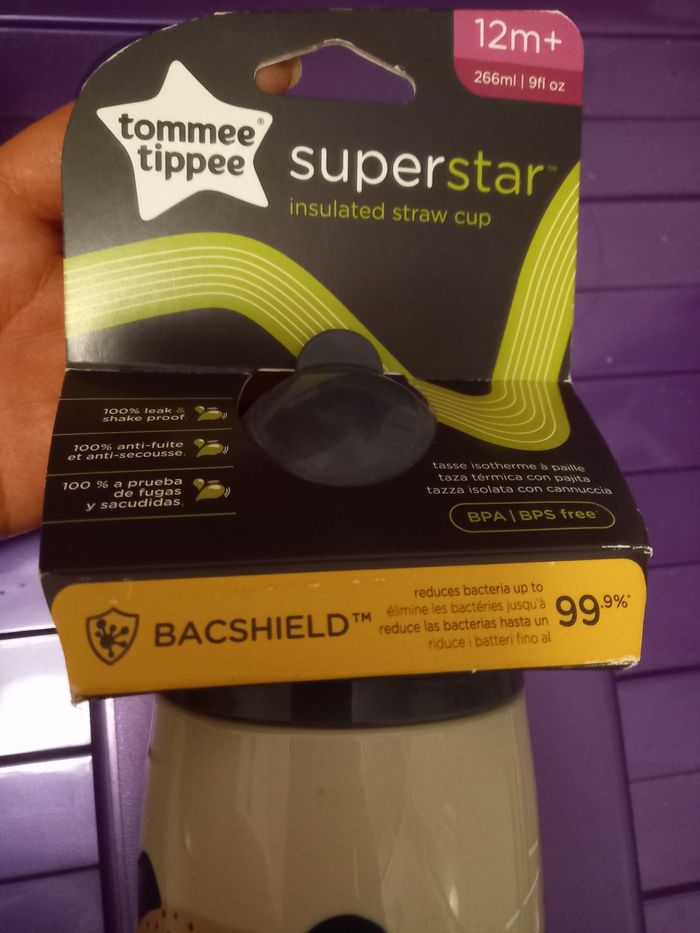 12m+
266ml | 9fl oz
tommee®
tippee
superstar™
insulated straw cup
100% leak &
shake proof.
100% anti-fuite
et anti-secousse.
100 % a prueba
de fugas
y sacudidas.
tasse isotherme à paille
taza térmica con pajita
tazza isolata con cannuccia
BPA | BPS free
BACSHIELD™
reduces bacteria up to
élimine les bactéries jusqu'à
reduce las bacterias hasta un
riduce i batteri fino al
99.9%*